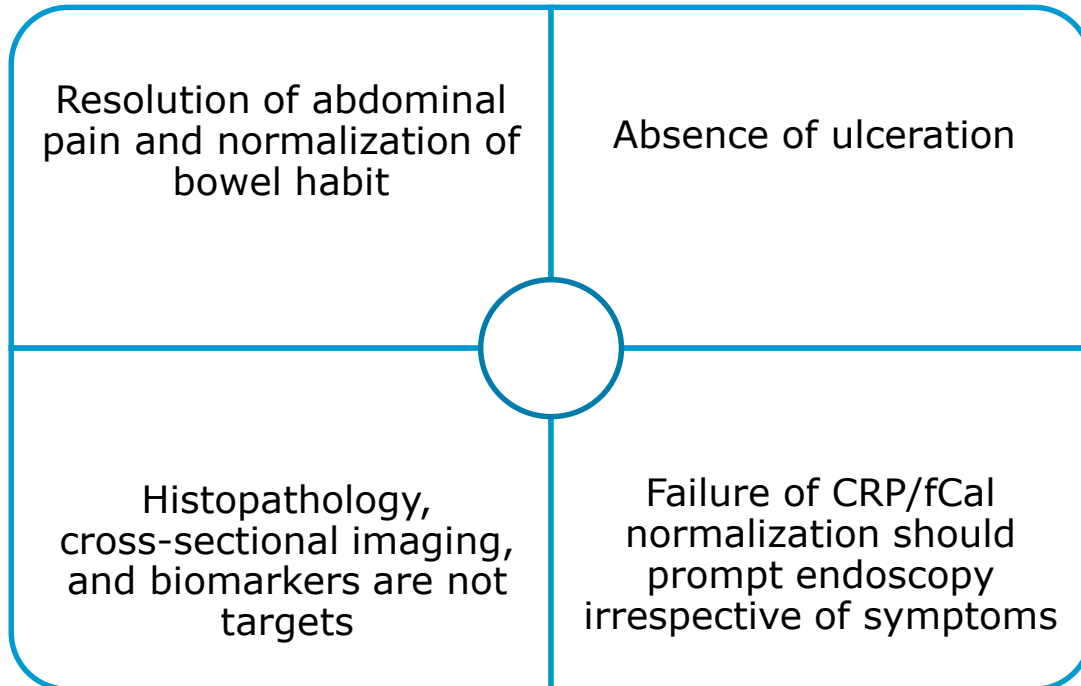 Resolution of abdominal
pain and normalization of
bowel habit
Absence of ulceration
Histopathology,
cross-sectional imaging,
and biomarkers are not
targets
Failure of CRP/fCal
normalization should
prompt endoscopy
irrespective of symptoms